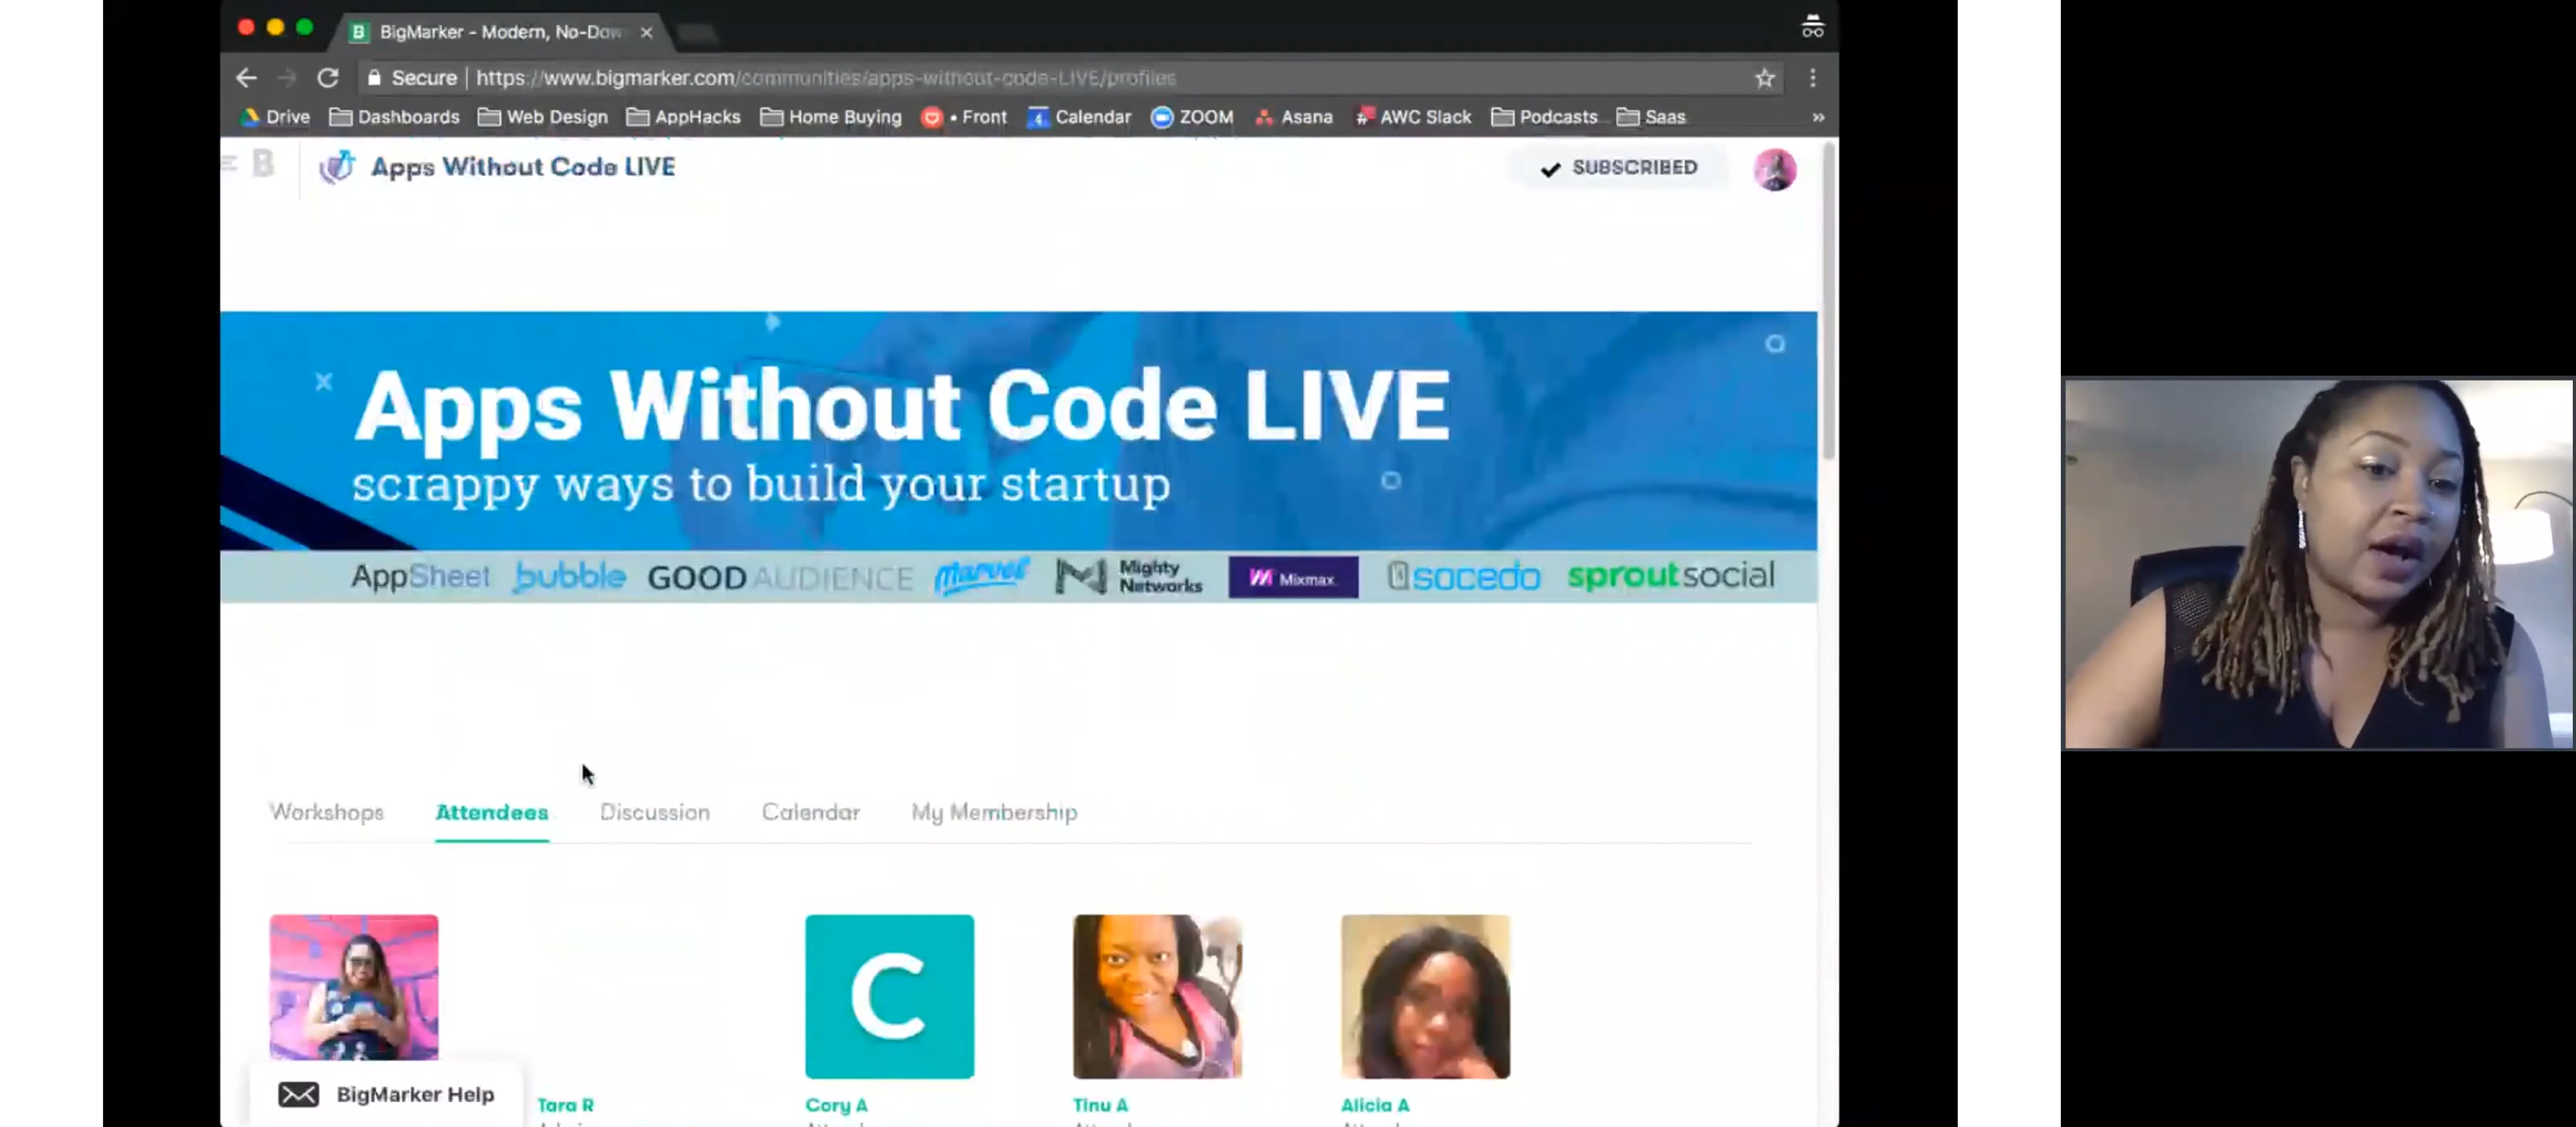 B BigMarker - Modern, No-Dow
Secure | https://www.bigmarker.com/communities/apps-without-code-LIVE/profiles
Drive Dashboards Web Design AppHacks Home Buying • Front 4 Calendar ZOOM Asana AWC Slack Podcasts Saas »
B Apps Without Code LIVE SUBSCRIBED
Apps Without Code LIVE
scrappy ways to build your startup
AppSheet bubble GOODAUDIENCE Marvel Mighty Networks Mixmax socedo sproutsocial
Workshops Attendees Discussion Calendar My Membership
C
BigMarker Help
Tara R Cory A Tinu A Alicia A